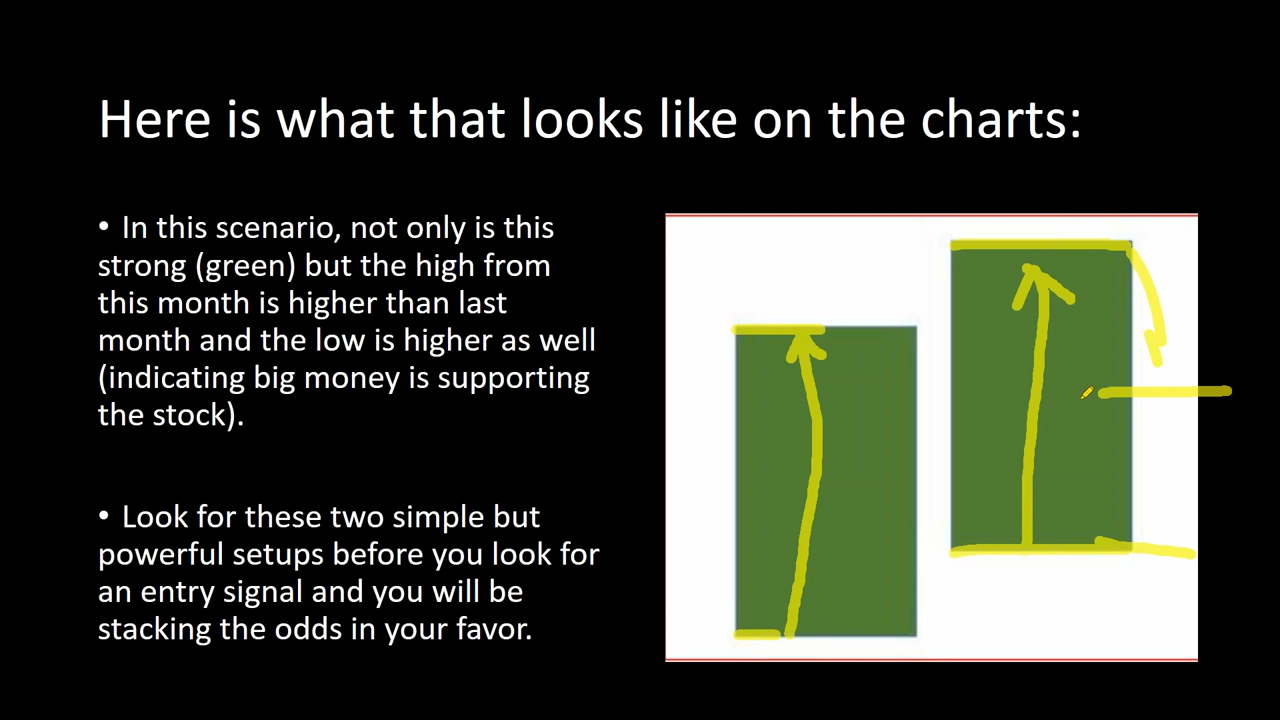 Here is what that looks like on the charts:
• In this scenario, not only is this
strong (green) but the high from
this month is higher than last
month and the low is higher as well
(indicating big money is supporting
the stock).
• Look for these two simple but
powerful setups before you look for
an entry signal and you will be
stacking the odds in your favor.